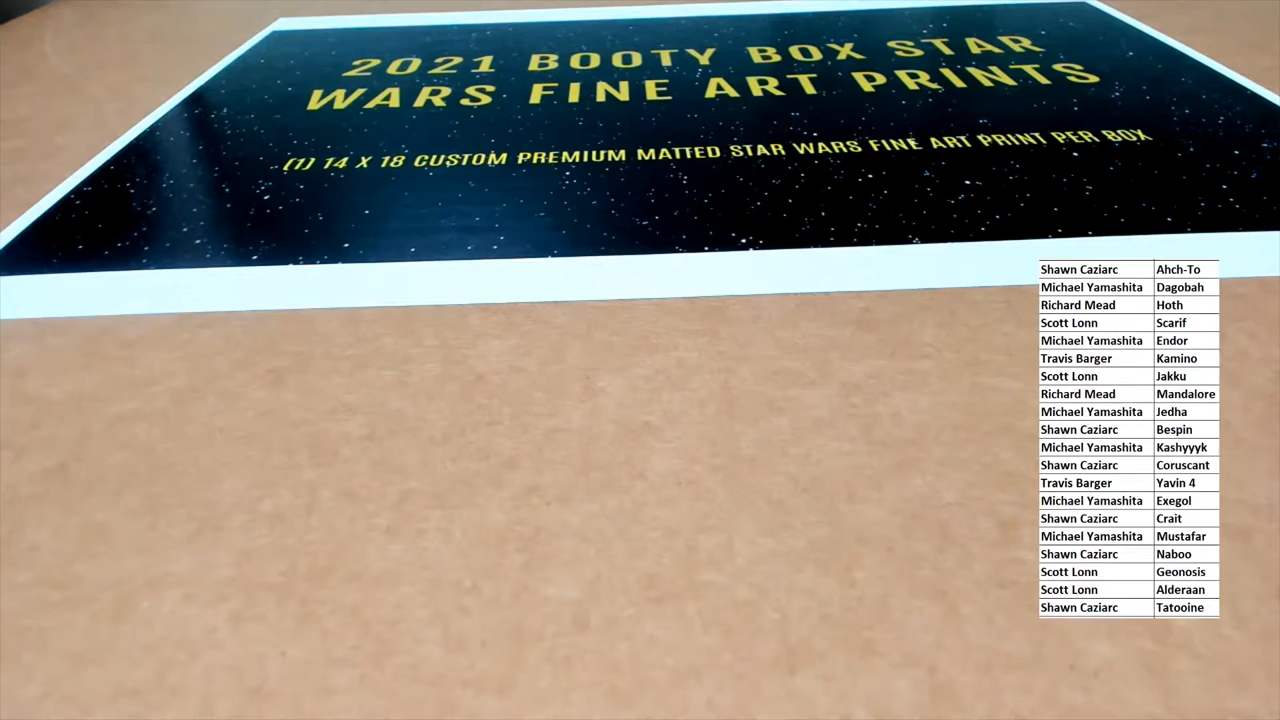 2021 BOOTY BOX STAR
WARS FINE ART PRINTS
(1) 14 X 18 CUSTOM PREMIUM MATTED STAR WARS FINE ART PRINT PER BOX
Shawn Caziarc Ahch-To
Michael Yamashita Dagobah
Richard Mead Hoth
Scott Lonn Scarif
Michael Yamashita Endor
Travis Barger Kamino
Scott Lonn Jakku
Richard Mead Mandalore
Michael Yamashita Jedha
Shawn Caziarc Bespin
Michael Yamashita Kashyyyk
Shawn Caziarc Coruscant
Travis Barger Yavin 4
Michael Yamashita Exegol
Shawn Caziarc Crait
Michael Yamashita Mustafar
Shawn Caziarc Naboo
Scott Lonn Geonosis
Scott Lonn Alderaan
Shawn Caziarc Tatooine